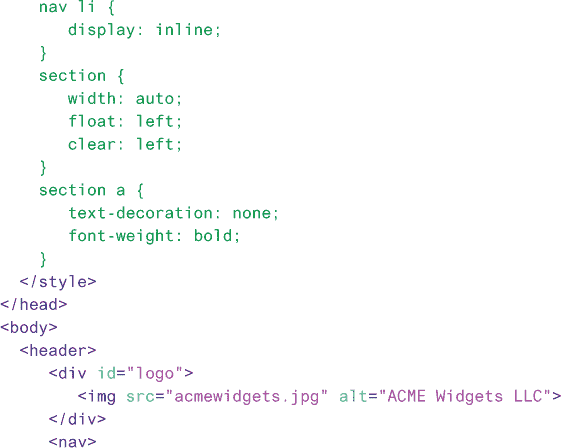 nav li {
display: inline;
}
section {
width: auto;
float: left;
clear: left;
}
section a {
text-decoration: none;
font-weight: bold;
}
</style>
</head>
<body>
<header>
<div id="logo">
<img src="acmewidgets.jpg" alt="ACME Widgets LLC">
</div>
<nav>